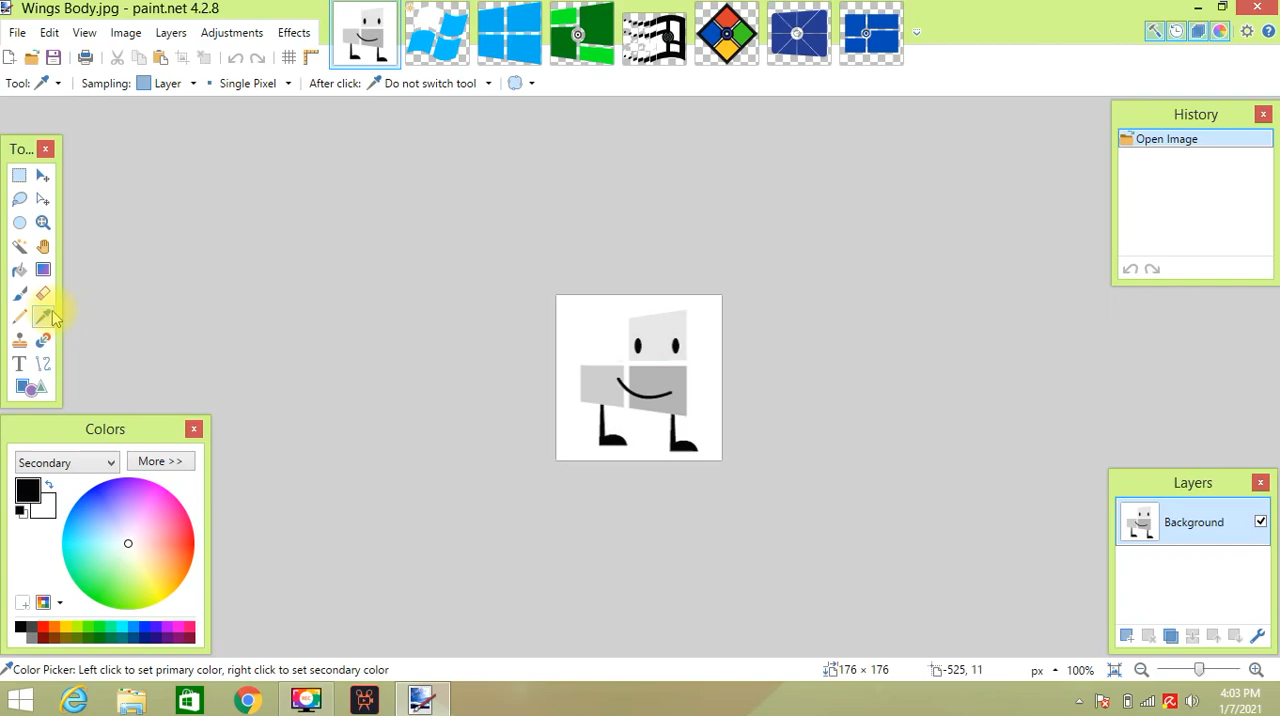 Wings Body.jpg - paint.net 4.2.8
File Edit View Image Layers Adjustments Effects
Tool: Sampling: Layer Single Pixel After click: Do not switch tool
History
Open Image
To...
Colors
Secondary More >>
Layers
Background
Color Picker: Left click to set primary color, right click to set secondary color 176 × 176 -525, 11 px 100%
4:03 PM
1/7/2021